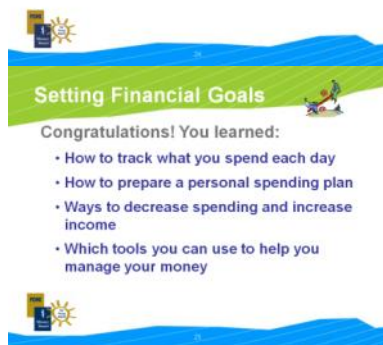 24
Setting Financial Goals
Congratulations! You learned:
• How to track what you spend each day
• How to prepare a personal spending plan
• Ways to decrease spending and increase
income
• Which tools you can use to help you
manage your money
25